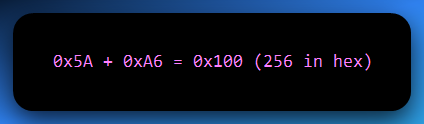 0x5A + 0xA6 = 0x100 (256 in hex)